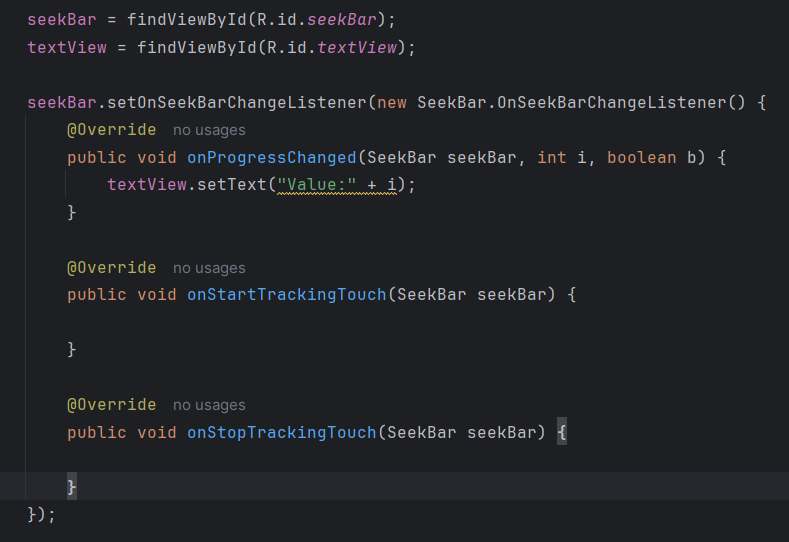 seekBar = findViewById(R.id.seekBar);
textView = findViewById(R.id.textView);
seekBar.setOnSeekBarChangeListener(new SeekBar.OnSeekBarChangeListener() {
@Override no usages
public void onProgressChanged(SeekBar seekBar, int i, boolean b) {
textView.setText("Value:" + i);
}
@Override no usages
public void onStartTrackingTouch(SeekBar seekBar) {
}
@Override no usages
public void onStopTrackingTouch(SeekBar seekBar) {
}
});